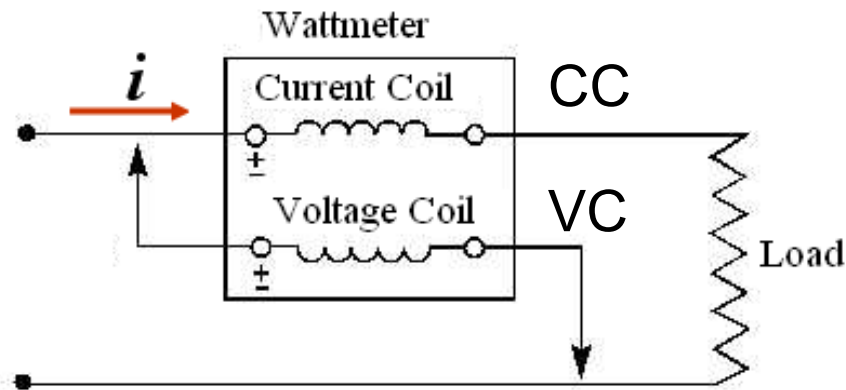 Wattmeter
i
Current Coil
CC
±
Voltage Coil
VC
±
Load